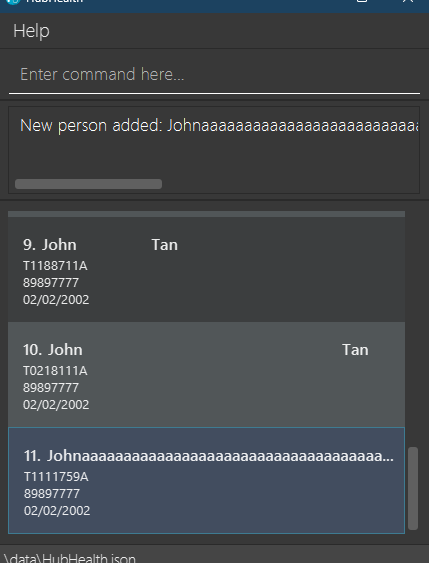 HubHealth
Help
Enter command here...
New person added: Johnaaaaaaaaaaaaaaaaaaaaaaaaaa
9. John Tan
T1188711A
89897777
02/02/2002
10. John Tan
T0218111A
89897777
02/02/2002
11. Johnaaaaaaaaaaaaaaaaaaaaaaaaaaaaaaaaaaaa...
T1111759A
89897777
02/02/2002
.\data\HubHealth.json